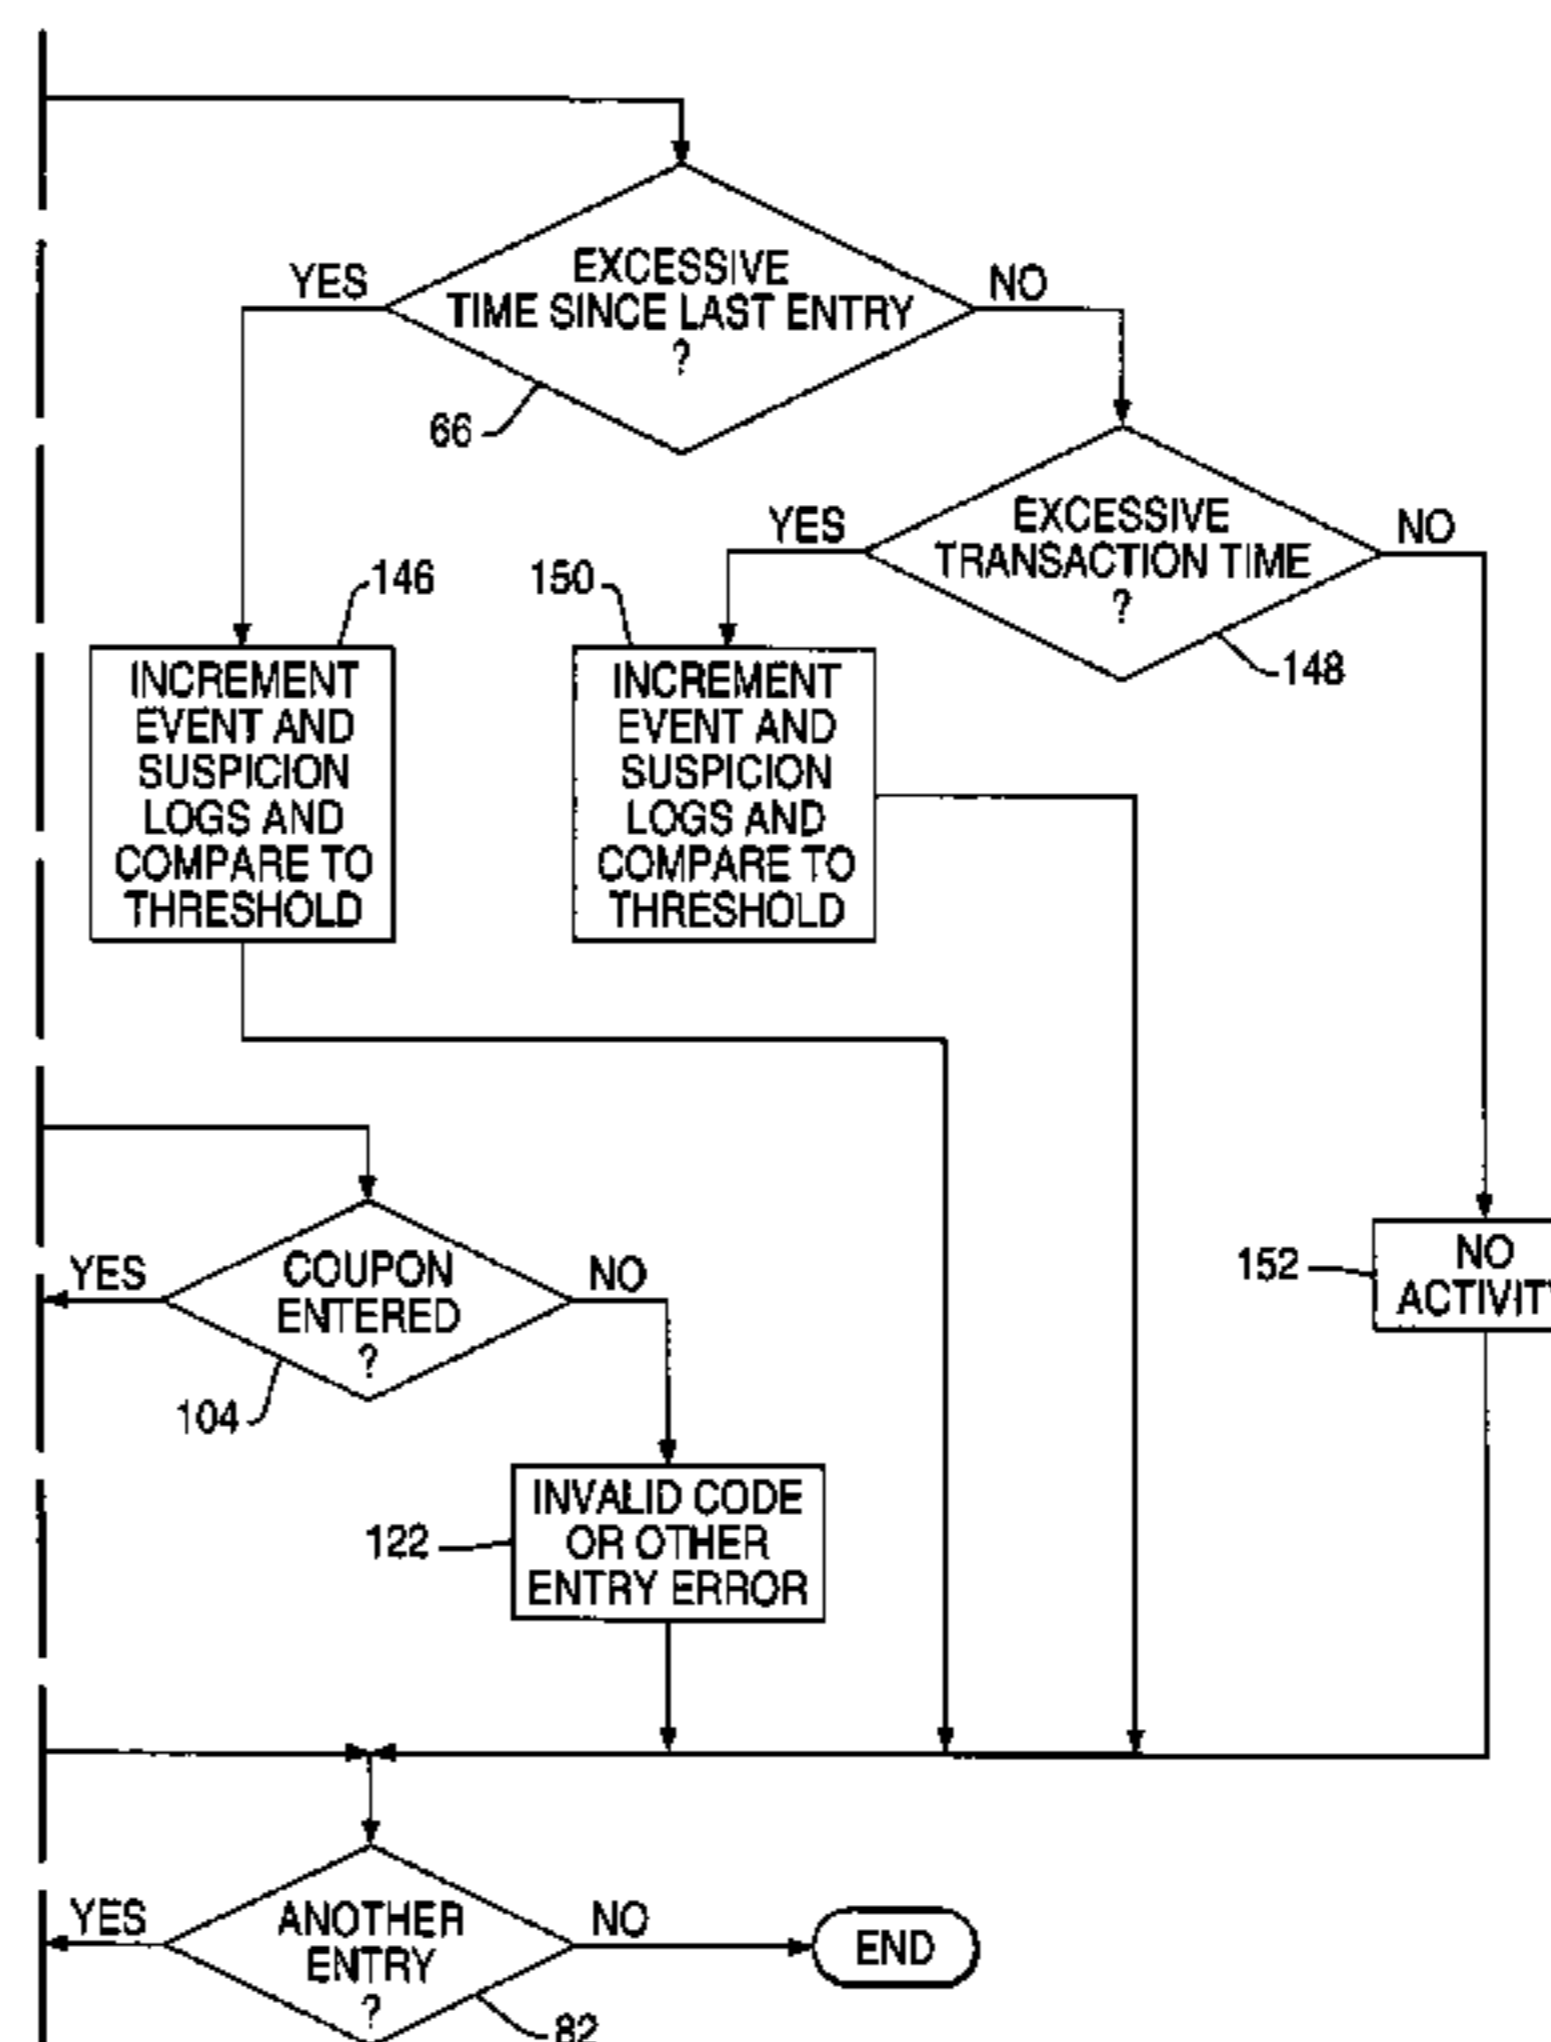 YES
EXCESSIVE
TIME SINCE LAST ENTRY
?
NO
66
YES
EXCESSIVE
TRANSACTION TIME
?
NO
148
146
INCREMENT
EVENT AND
SUSPICION
LOGS AND
COMPARE TO
THRESHOLD
150
INCREMENT
EVENT AND
SUSPICION
LOGS AND
COMPARE TO
THRESHOLD
YES
COUPON
ENTERED
?
NO
104
152
NO
ACTIVITY
122
INVALID CODE
OR OTHER
ENTRY ERROR
YES
ANOTHER
ENTRY
?
NO
END
82